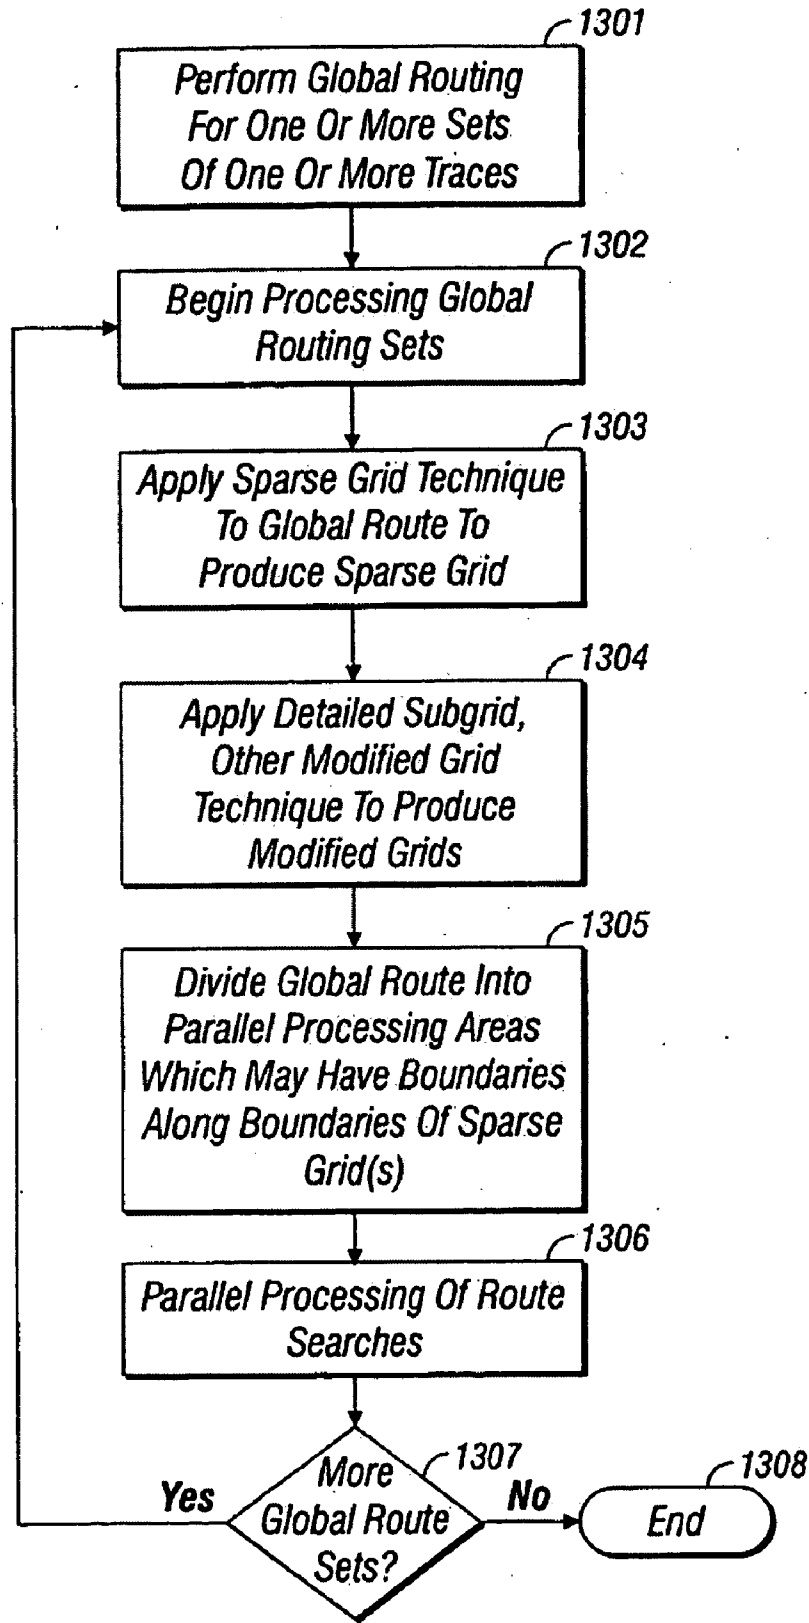 1301
Perform Global Routing
For One Or More Sets
Of One Or More Traces
1302
Begin Processing Global
Routing Sets
1303
Apply Sparse Grid Technique
To Global Route To
Produce Sparse Grid
1304
Apply Detailed Subgrid,
Other Modified Grid
Technique To Produce
Modified Grids
1305
Divide Global Route Into
Parallel Processing Areas
Which May Have Boundaries
Along Boundaries Of Sparse
Grid(s)
1306
Parallel Processing Of Route
Searches
1307
More
Global Route
Sets?
Yes
No
1308
End